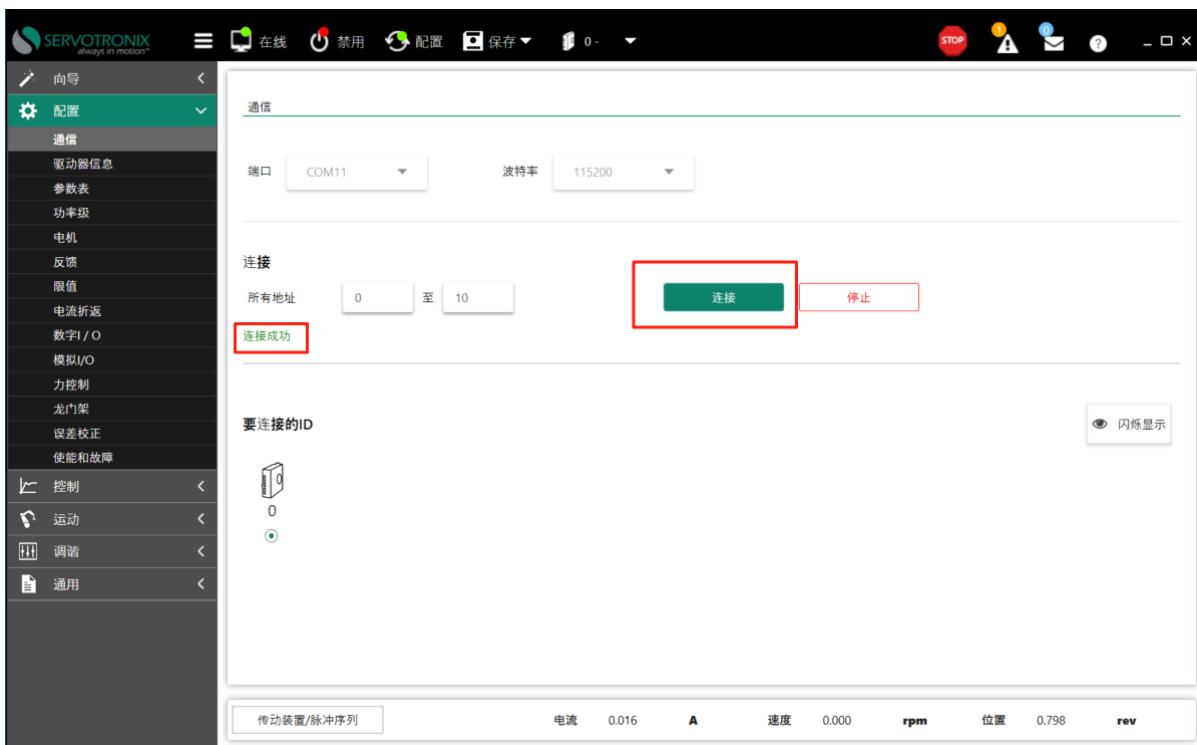 SERVOTRONIX
always in motion™
在线 禁用 配置 保存 0 -
STOP 1 0 ?
向导
配置
通信
驱动器信息
参数表
功率级
电机
反馈
限值
电流折返
数字I / O
模拟I/O
力控制
龙门架
误差校正
使能和故障
控制
运动
调谐
通用
通信
端口 COM11 波特率 115200
连接
所有地址 0 至 10 连接 停止
连接成功
要连接的ID
闪烁显示
0
传动装置/脉冲序列 电流 0.016 A 速度 0.000 rpm 位置 0.798 rev